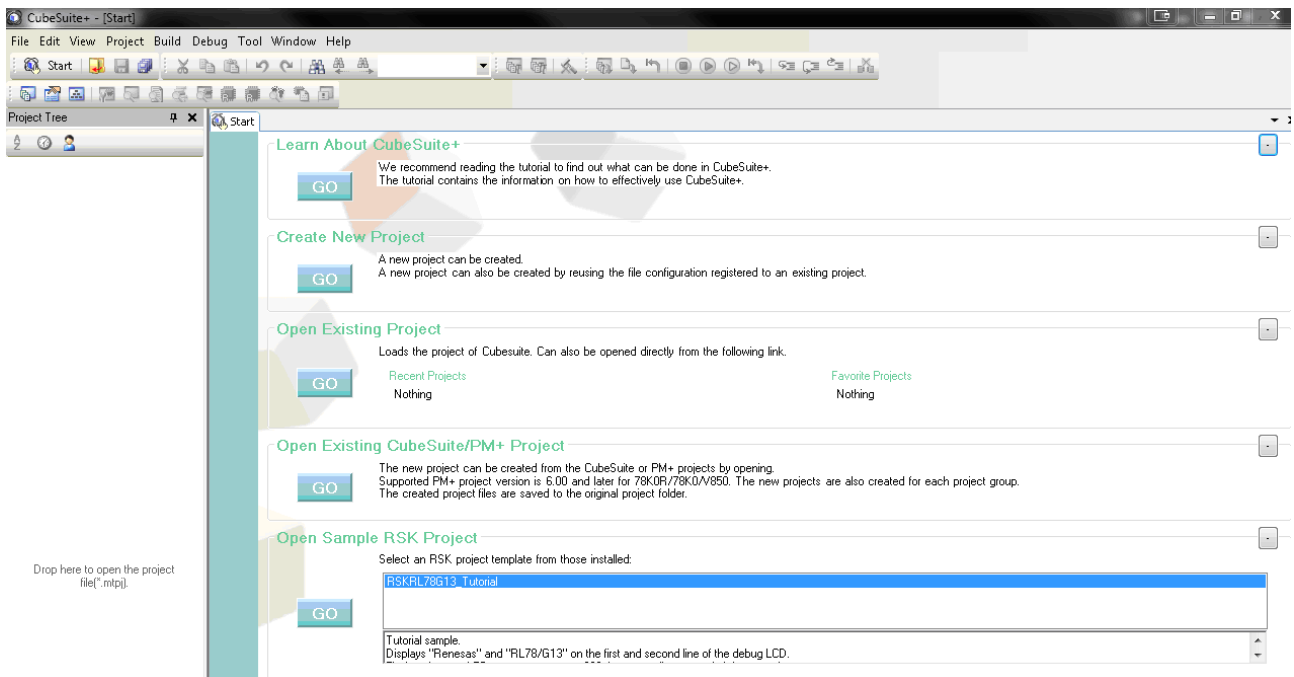 CubeSuite+ - [Start]
File Edit View Project Build Debug Tool Window Help
Start
Project Tree
Start
Learn About CubeSuite+
We recommend reading the tutorial to find out what can be done in CubeSuite+.
The tutorial contains the information on how to effectively use CubeSuite+.
GO
Create New Project
A new project can be created.
A new project can also be created by reusing the file configuration registered to an existing project.
GO
Open Existing Project
Loads the project of Cubesuite. Can also be opened directly from the following link.
GO
Recent Projects
Nothing
Favorite Projects
Nothing
Open Existing CubeSuite/PM+ Project
The new project can be created from the CubeSuite or PM+ projects by opening.
Supported PM+ project version is 6.00 and later for 78K0R/78K0/V850. The new projects are also created for each project group.
The created project files are saved to the original project folder.
GO
Open Sample RSK Project
Select an RSK project template from those installed:
RSKRL78G13_Tutorial
GO
Tutorial sample.
Displays "Renesas" and "RL78/G13" on the first and second line of the debug LCD.
Drop here to open the project
file(*.mtpj).